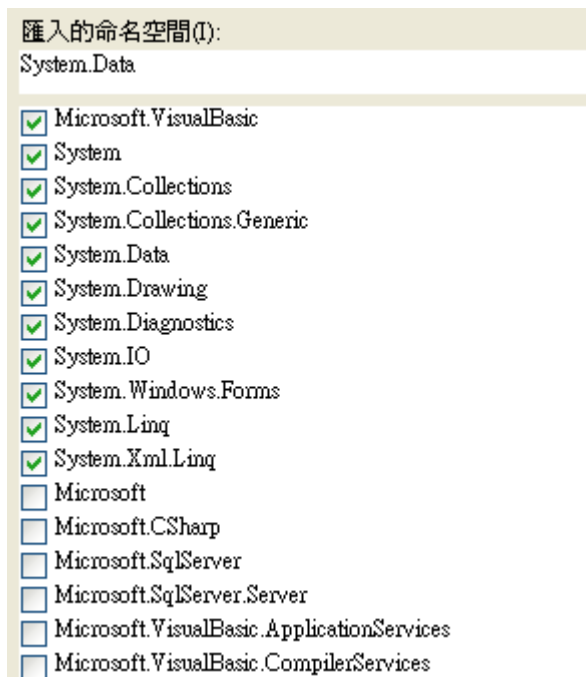 匯入的命名空間(I):
System.Data
Microsoft.VisualBasic
System
System.Collections
System.Collections.Generic
System.Data
System.Drawing
System.Diagnostics
System.IO
System.Windows.Forms
System.Linq
System.Xml.Linq
Microsoft
Microsoft.CSharp
Microsoft.SqlServer
Microsoft.SqlServer.Server
Microsoft.VisualBasic.ApplicationServices
Microsoft.VisualBasic.CompilerServices